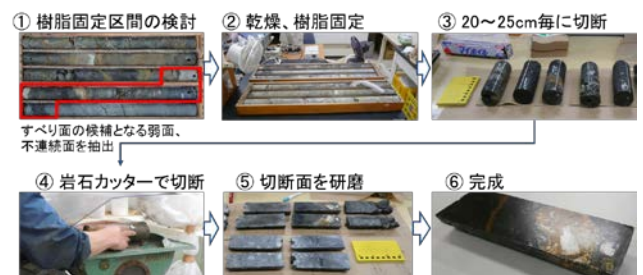 ① 樹脂固定区間の検討
② 乾燥、樹脂固定
③ 20～25cm毎に切断
すべり面の候補となる弱面、
不連続面を抽出
④ 岩石カッターで切断
⑤ 切断面を研磨
⑥ 完成